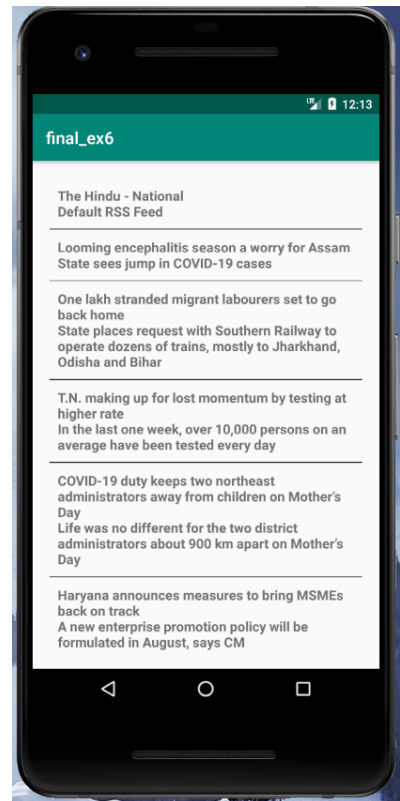 LTE 12:13
final_ex6
The Hindu - National
Default RSS Feed
Looming encephalitis season a worry for Assam
State sees jump in COVID-19 cases
One lakh stranded migrant labourers set to go
back home
State places request with Southern Railway to
operate dozens of trains, mostly to Jharkhand,
Odisha and Bihar
T.N. making up for lost momentum by testing at
higher rate
In the last one week, over 10,000 persons on an
average have been tested every day
COVID-19 duty keeps two northeast
administrators away from children on Mother’s
Day
Life was no different for the two district
administrators about 900 km apart on Mother’s
Day
Haryana announces measures to bring MSMEs
back on track
A new enterprise promotion policy will be
formulated in August, says CM